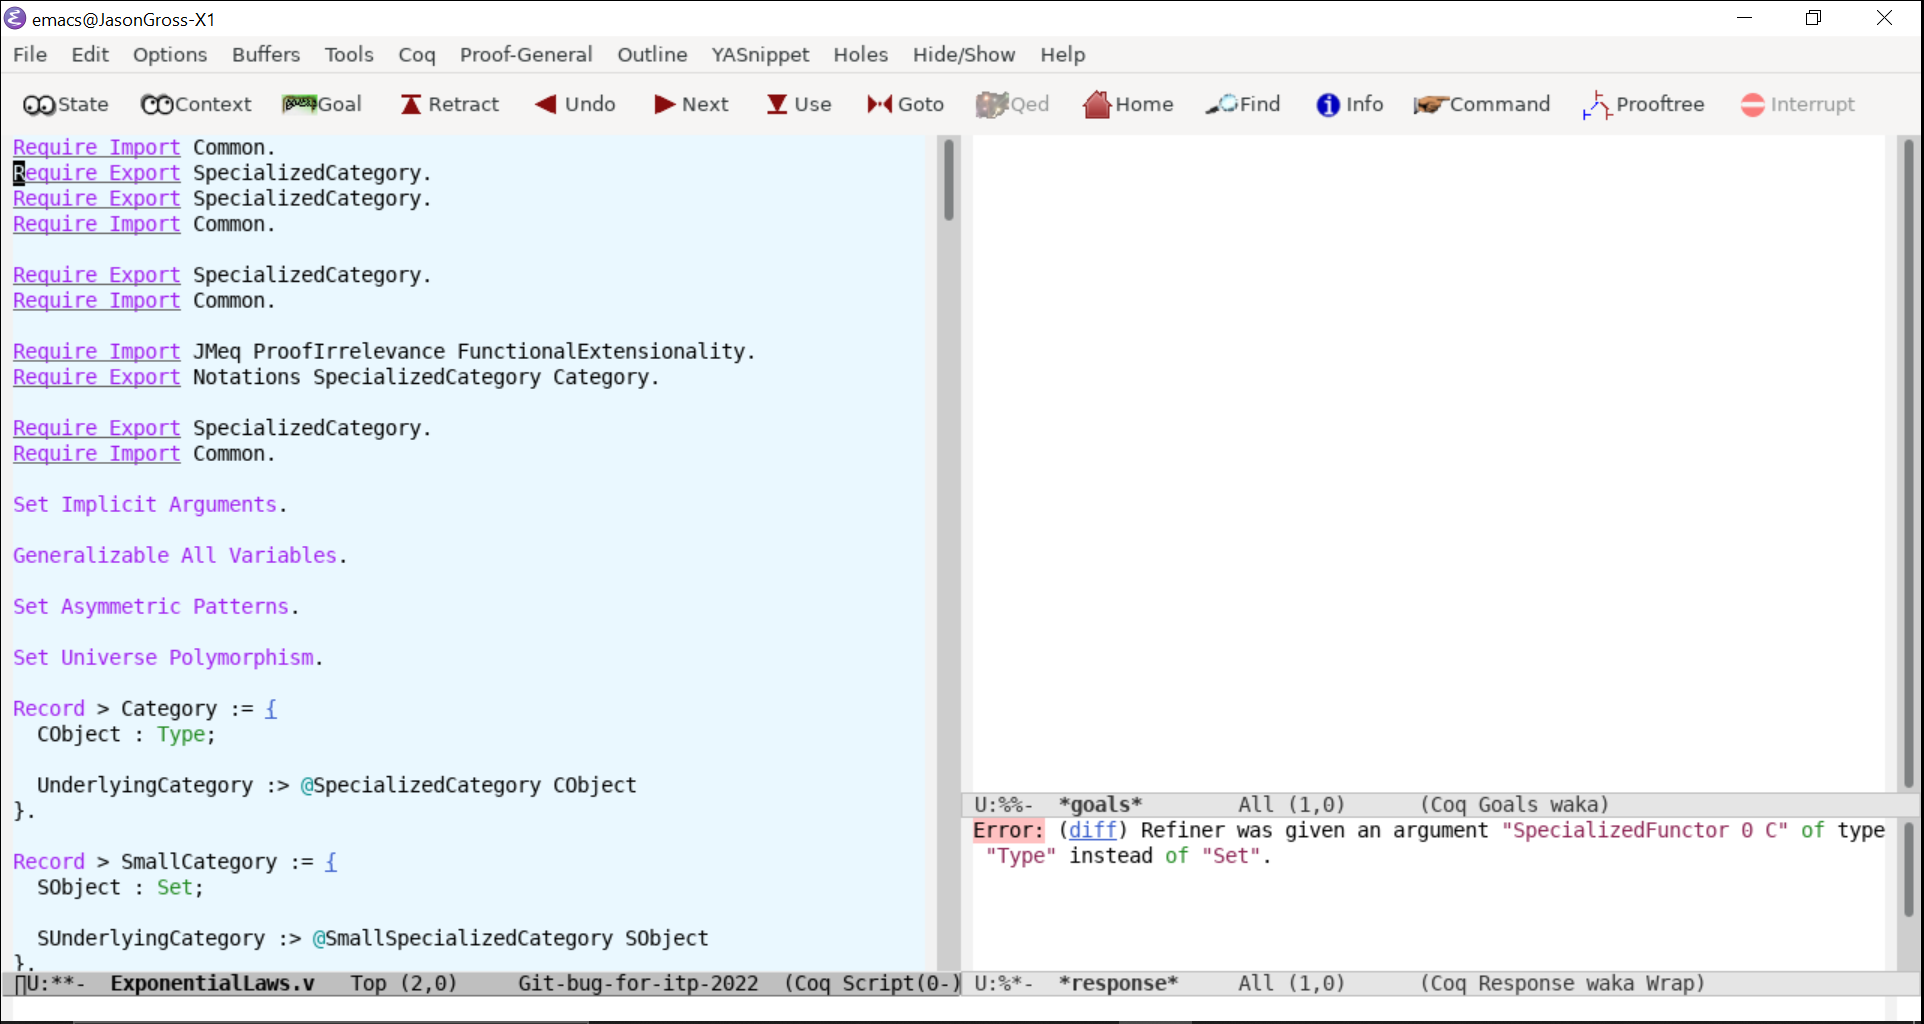 emacs@JasonGross-X1
File Edit Options Buffers Tools Coq Proof-General Outline YASnippet Holes Hide/Show Help
State Context Goal Retract Undo Next Use Goto Qed Home Find Info Command Prooftree Interrupt
Require Import Common.
Require Export SpecializedCategory.
Require Export SpecializedCategory.
Require Import Common.
Require Export SpecializedCategory.
Require Import Common.
Require Import JMeq ProofIrrelevance FunctionalExtensionality.
Require Export Notations SpecializedCategory Category.
Require Export SpecializedCategory.
Require Import Common.
Set Implicit Arguments.
Generalizable All Variables.
Set Asymmetric Patterns.
Set Universe Polymorphism.
Record > Category := {
  CObject : Type;
  UnderlyingCategory :> @SpecializedCategory CObject
}.
Record > SmallCategory := {
  SObject : Set;
  SUnderlyingCategory :> @SmallSpecializedCategory SObject
}.
U:**-  ExponentialLaws.v   Top (2,0)     Git-bug-for-itp-2022  (Coq Script(0-)
U:%%-  *goals*        All (1,0)      (Coq Goals waka)
Error: (diff) Refiner was given an argument "SpecializedFunctor 0 C" of type
 "Type" instead of "Set".
U:%*-  *response*     All (1,0)      (Coq Response waka Wrap)